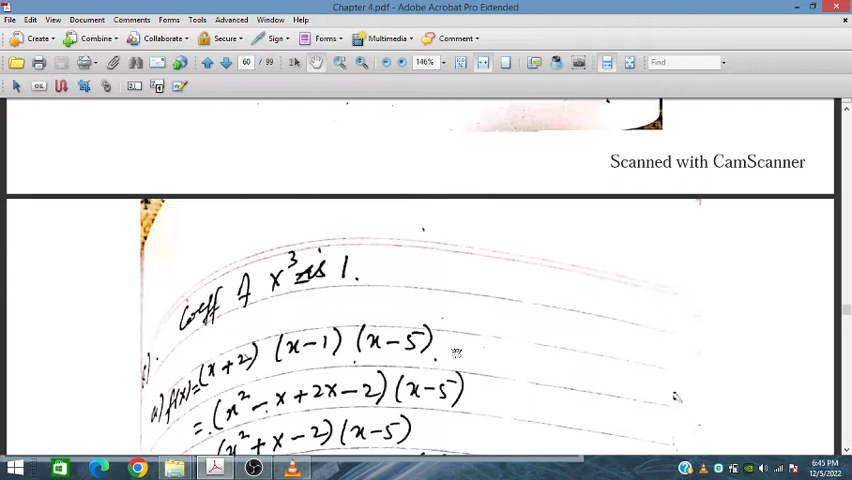 Chapter 4.pdf - Adobe Acrobat Pro Extended
File Edit View Document Comments Forms Tools Advanced Window Help
Create Combine Collaborate Secure Sign Forms Multimedia Comment
60 / 99 146% Find
Scanned with CamScanner
Coeff of x³ is 1.
a) f(x) = (x+2) (x-1) (x-5).
= (x² - x + 2x - 2) (x-5)
(x² + x - 2) (x-5)
6:45 PM
12/5/2022